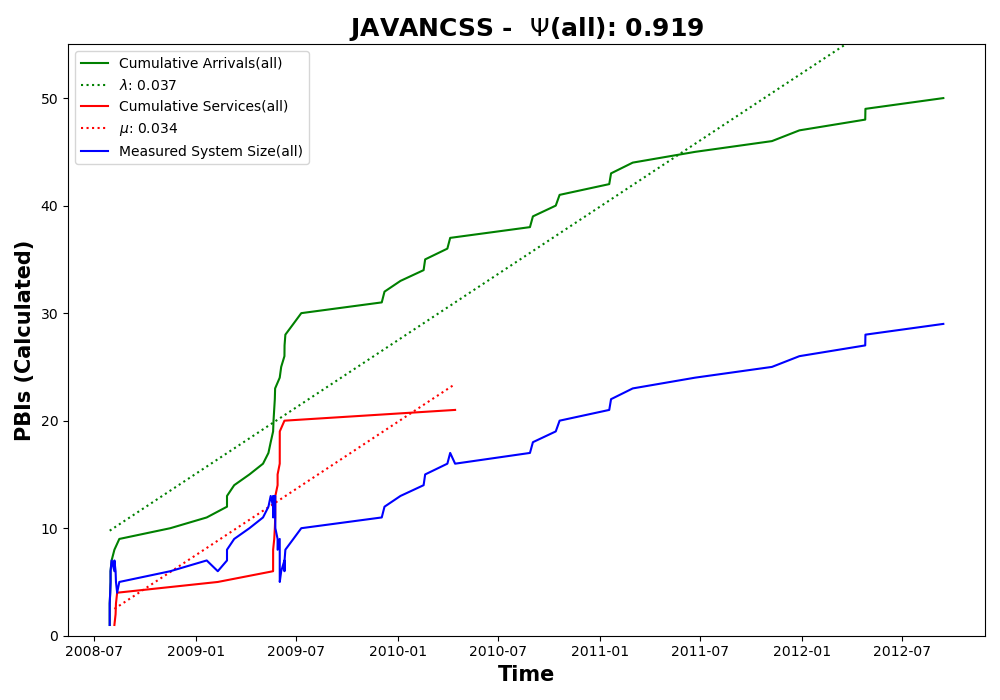 JAVANCSS - Ψ(all): 0.919
Cumulative Arrivals(all)
λ: 0.037
Cumulative Services(all)
μ: 0.034
Measured System Size(all)
PBIs (Calculated)
50
40
30
20
10
0
2008-07 2009-01 2009-07 2010-01 2010-07 2011-01 2011-07 2012-01 2012-07
Time